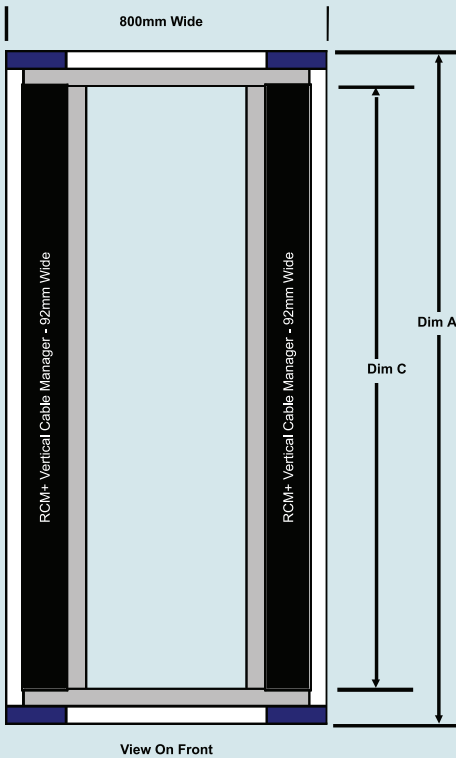 800mm Wide
RCM+ Vertical Cable Manager - 92mm Wide
RCM+ Vertical Cable Manager - 92mm Wide
Dim A
Dim C
View On Front